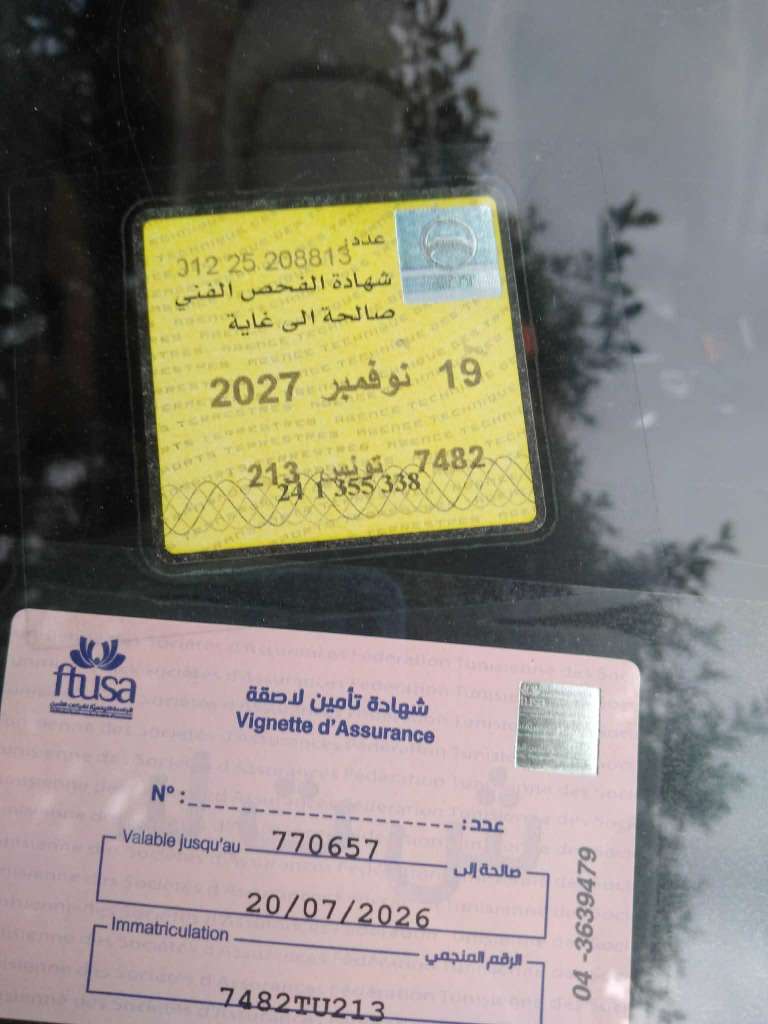 عدد:
312 25 208813
شهادة الفحص الفني
صالحة الى غاية
19 نوفمبر 2027
7482 تونس 213
24 1 355 338
ftusa
شهادة تأمين لاصقة
Vignette d'Assurance
N° : عدد:
770657
Valable jusqu'au صالحة إلى
20/07/2026
Immatriculation الرقم المنجمي
7482TU213
04 -3639479